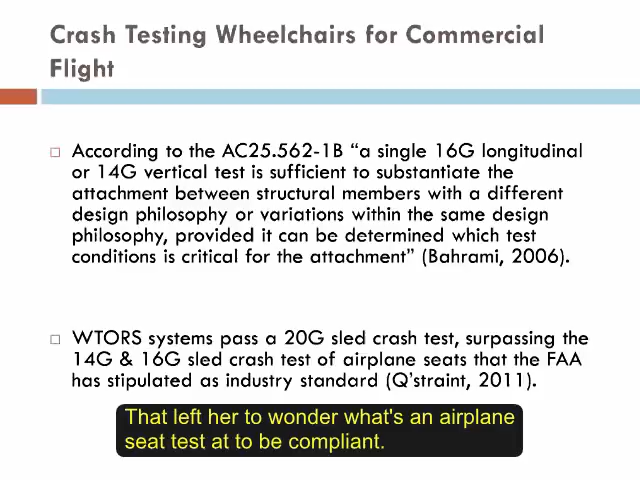 Crash Testing Wheelchairs for Commercial
Flight
According to the AC25.562-1B “a single 16G longitudinal
or 14G vertical test is sufficient to substantiate the
attachment between structural members with a different
design philosophy or variations within the same design
philosophy, provided it can be determined which test
conditions is critical for the attachment” (Bahrami, 2006).
WTORS systems pass a 20G sled crash test, surpassing the
14G & 16G sled crash test of airplane seats that the FAA
has stipulated as industry standard (Q’straint, 2011).
That left her to wonder what's an airplane
seat test at to be compliant.